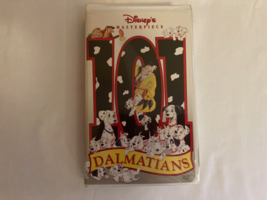 Disney's
MASTERPIECE
101
DALMATIANS